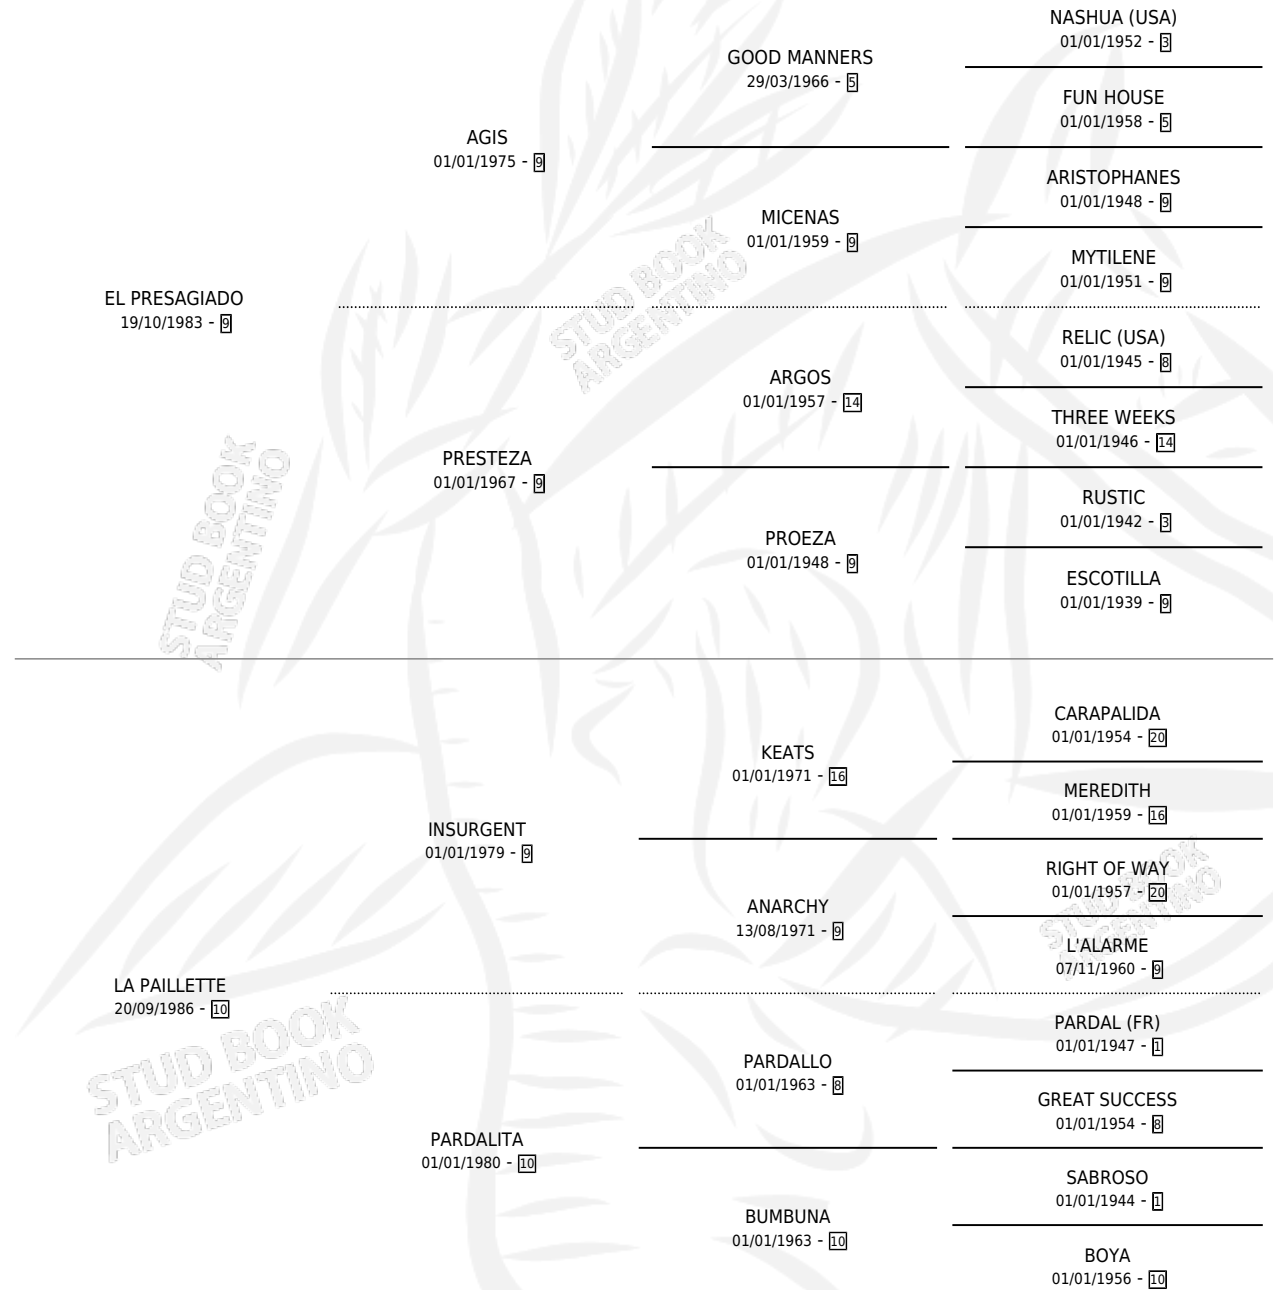 NASHUA (USA)
01/01/1952 - 3
GOOD MANNERS
29/03/1966 - 5
FUN HOUSE
01/01/1958 - 5
AGIS
01/01/1975 - 9
ARISTOPHANES
01/01/1948 - 9
MICENAS
01/01/1959 - 9
MYTILENE
01/01/1951 - 9
EL PRESAGIADO
19/10/1983 - 9
RELIC (USA)
01/01/1945 - 8
ARGOS
01/01/1957 - 14
THREE WEEKS
01/01/1946 - 14
PRESTEZA
01/01/1967 - 9
RUSTIC
01/01/1942 - 3
PROEZA
01/01/1948 - 9
ESCOTILLA
01/01/1939 - 9
STUD BOOK
ARGENTINO
STUD BOOK
ARGENTINO
CARAPALIDA
01/01/1954 - 20
KEATS
01/01/1971 - 16
MEREDITH
01/01/1959 - 16
INSURGENT
01/01/1979 - 9
RIGHT OF WAY
01/01/1957 - 20
ANARCHY
13/08/1971 - 9
L'ALARME
07/11/1960 - 9
STUD BOOK
ARGENTINO
LA PAILLETTE
20/09/1986 - 10
PARDAL (FR)
01/01/1947 - 1
PARDALLO
01/01/1963 - 8
GREAT SUCCESS
01/01/1954 - 8
PARDALITA
01/01/1980 - 10
SABROSO
01/01/1944 - 1
BUMBUNA
01/01/1963 - 10
BOYA
01/01/1956 - 10
STUD BOOK
ARGENTINO